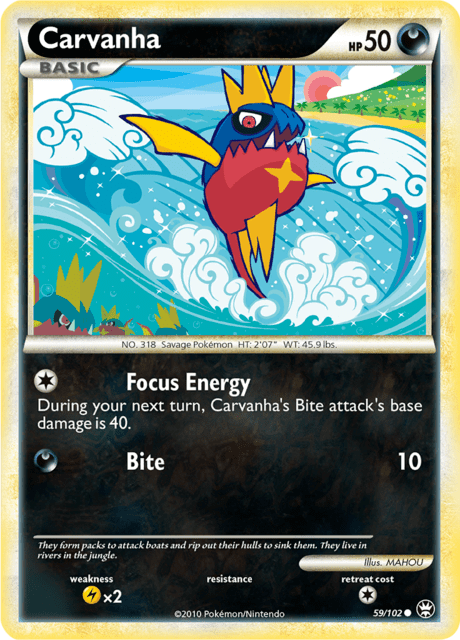 Carvanha
HP 50
BASIC
NO. 318 Savage Pokémon HT: 2'07" WT: 45.9 lbs.
Focus Energy
During your next turn, Carvanha's Bite attack's base
damage is 40.
Bite 10
They form packs to attack boats and rip out their hulls to sink them. They live in
rivers in the jungle.
Illus. MAHOU
weakness resistance retreat cost
×2
59/102
©2010 Pokémon/Nintendo